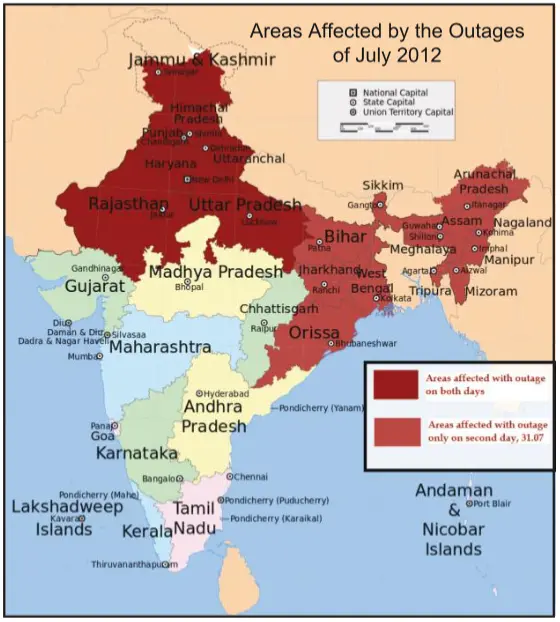 Areas Affected by the Outages
of July 2012
Jammu & Kashmir
Srinagar
National Capital
State Capital
Union Territory Capital
Himachal
Pradesh
Punjab
Shimla
Chandigarh
Dehradun
Uttaranchal
Haryana
New Delhi
Rajasthan
Jaipur
Uttar Pradesh
Lucknow
Sikkim
Gangtok
Arunachal
Pradesh
Itanagar
Assam
Nagaland
Guwahati
Kohima
Shillong
Meghalaya
Imphal
Manipur
Bihar
Patna
Agartala
Aizwal
Tripura
Mizoram
Jharkhand
Ranchi
West
Bengal
Kolkata
Gandhinagar
Gujarat
Madhya Pradesh
Bhopal
Chhattisgarh
Raipur
Orissa
Bhubaneshwar
Diu
Daman & Diu
Silvasaa
Dadra & Nagar Haveli
Mumbai
Maharashtra
Areas affected with outage
on both days
Areas affected with outage
only on second day, 31.07
Hyderabad
Andhra
Pradesh
Pondicherry (Yanam)
Panaji
Goa
Karnataka
Bangalo
Chennai
Pondicherry (Mahe)
Lakshadweep
Islands
Kavarati
Kerala
Tamil
Nadu
Pondicherry (Puducherry)
Pondicherry (Karaikal)
Thiruvananthapuram
Andaman
&
Nicobar
Islands
Port Blair